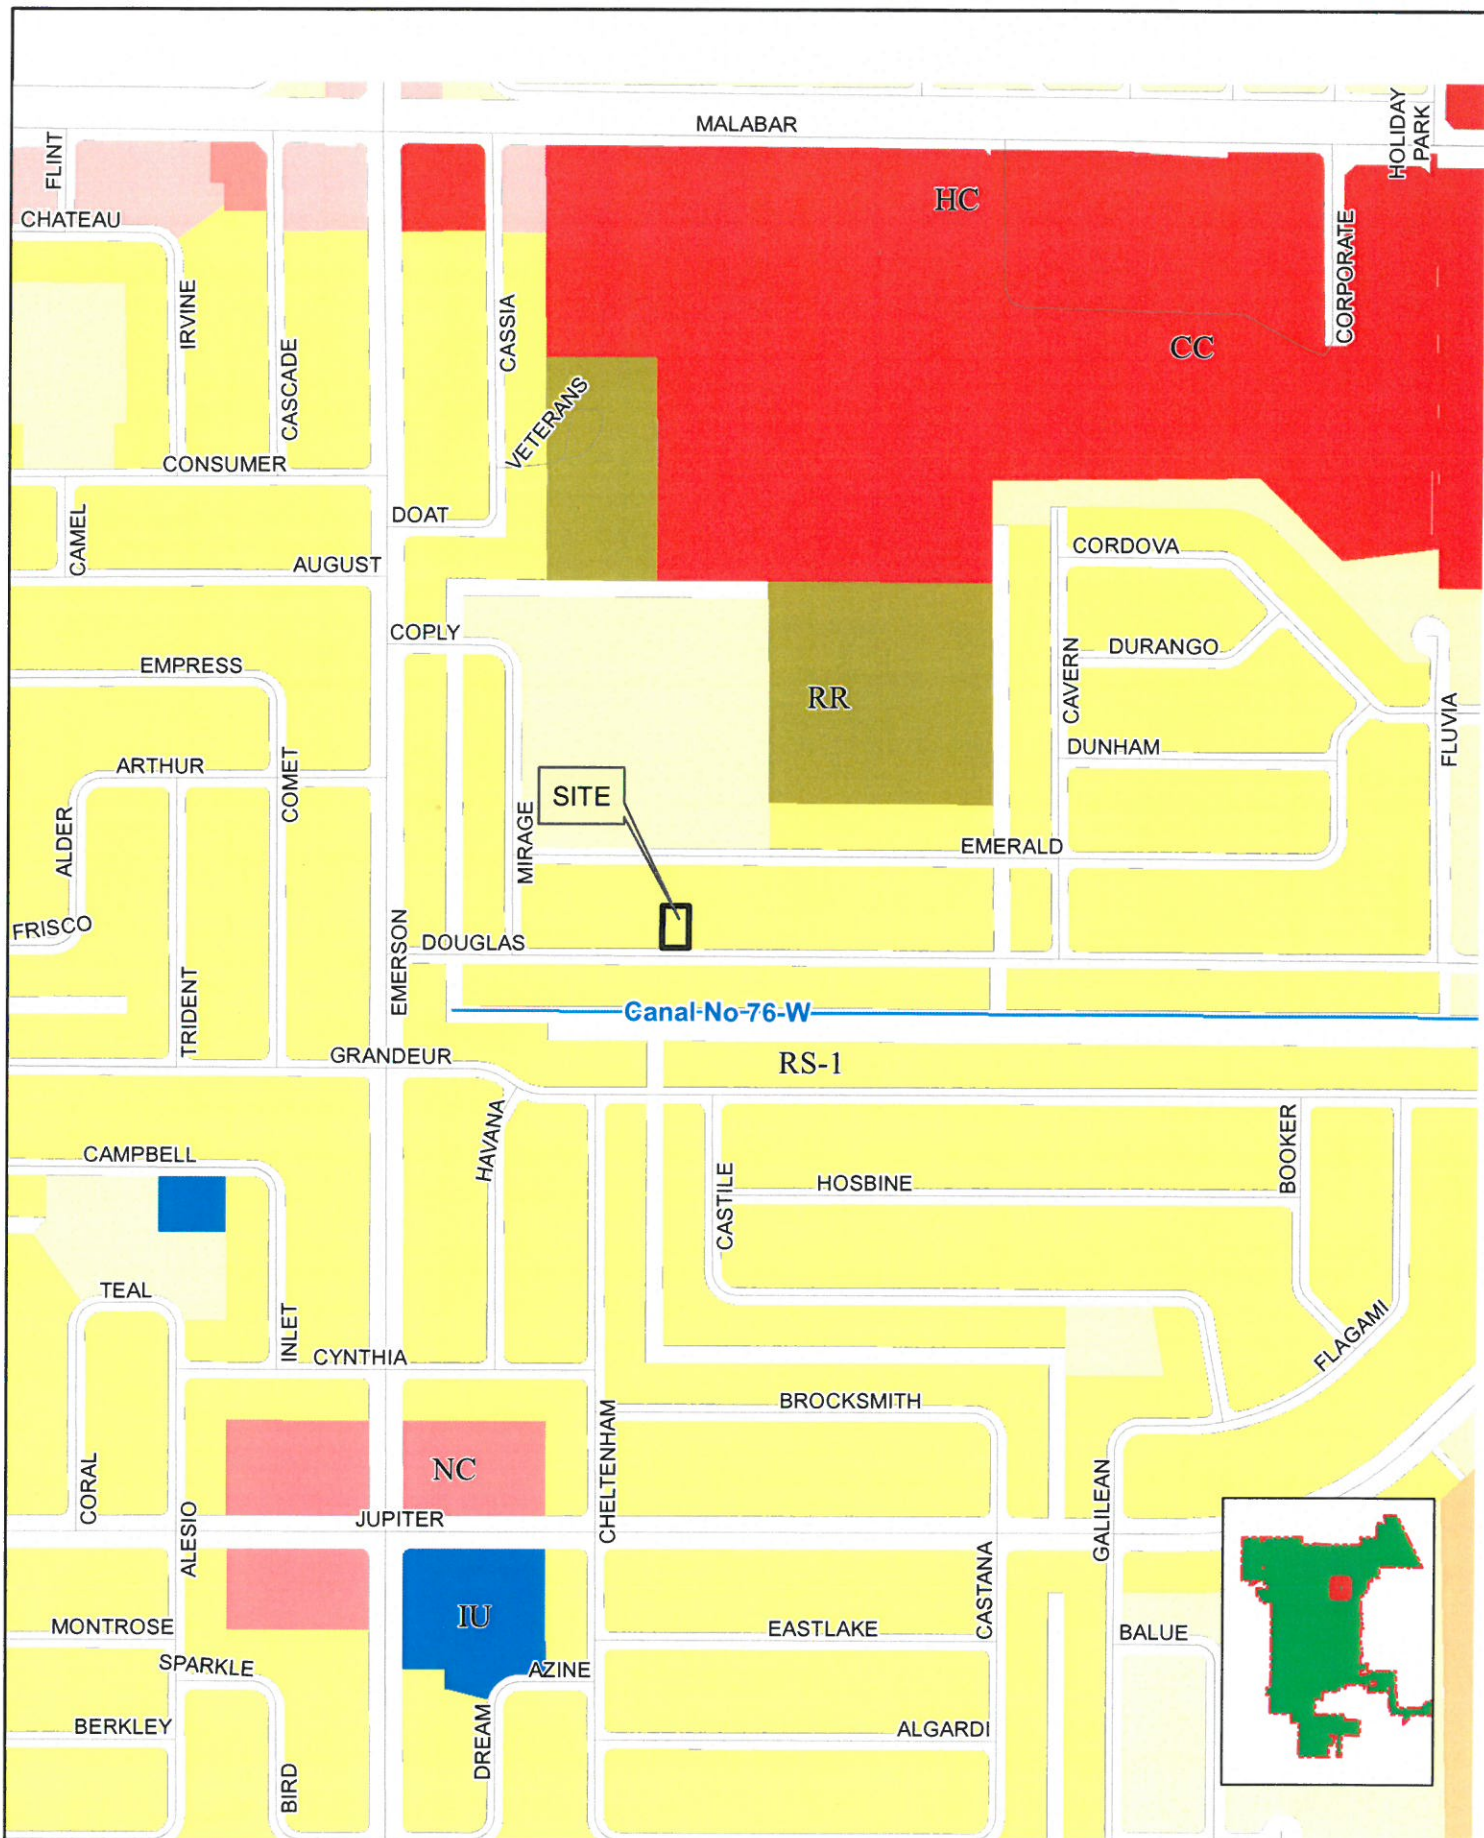 MALABAR
HOLIDAY
PARK
FLINT
HC
CHATEAU
CORPORATE
IRVINE
CASSIA
CC
CASCADE
VETERANS
CONSUMER
DOAT
CAMEL
CORDOVA
AUGUST
COPLY
DURANGO
EMPRESS
CAVERN
RR
FLUVIA
DUNHAM
ARTHUR
COMET
SITE
ALDER
MIRAGE
EMERALD
FRISCO
EMERSON
DOUGLAS
TRIDENT
Canal No 76-W
GRANDEUR
RS-1
HAVANA
CAMPBELL
BOOKER
CASTILE
HOSBINE
TEAL
INLET
FLAGAMI
CYNTHIA
BROCKSMITH
CHELTENHAM
NC
CORAL
GALILEAN
JUPITER
ALESIO
CASTANA
IU
MONTROSE
EASTLAKE
BALUE
SPARKLE
AZINE
BERKLEY
DREAM
ALGARDI
BIRD